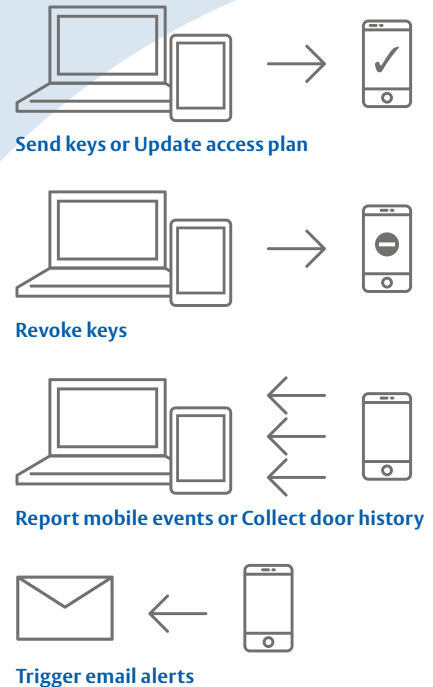 Send keys or Update access plan
Revoke keys
Report mobile events or Collect door history
Trigger email alerts